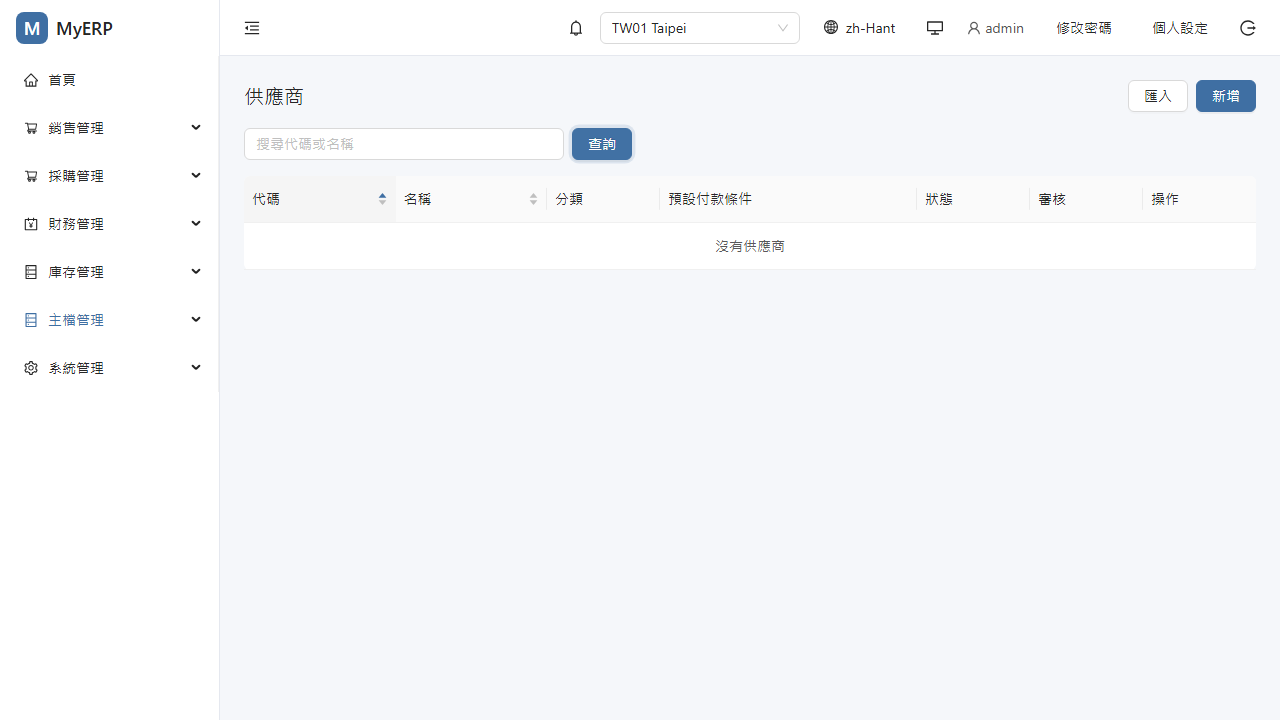 M MyERP
TW01 Taipei
zh-Hant
admin
修改密碼
個人設定
首頁
銷售管理
採購管理
財務管理
庫存管理
主檔管理
系統管理
供應商
匯入
新增
搜尋代碼或名稱
查詢
代碼 名稱 分類 預設付款條件 狀態 審核 操作
沒有供應商